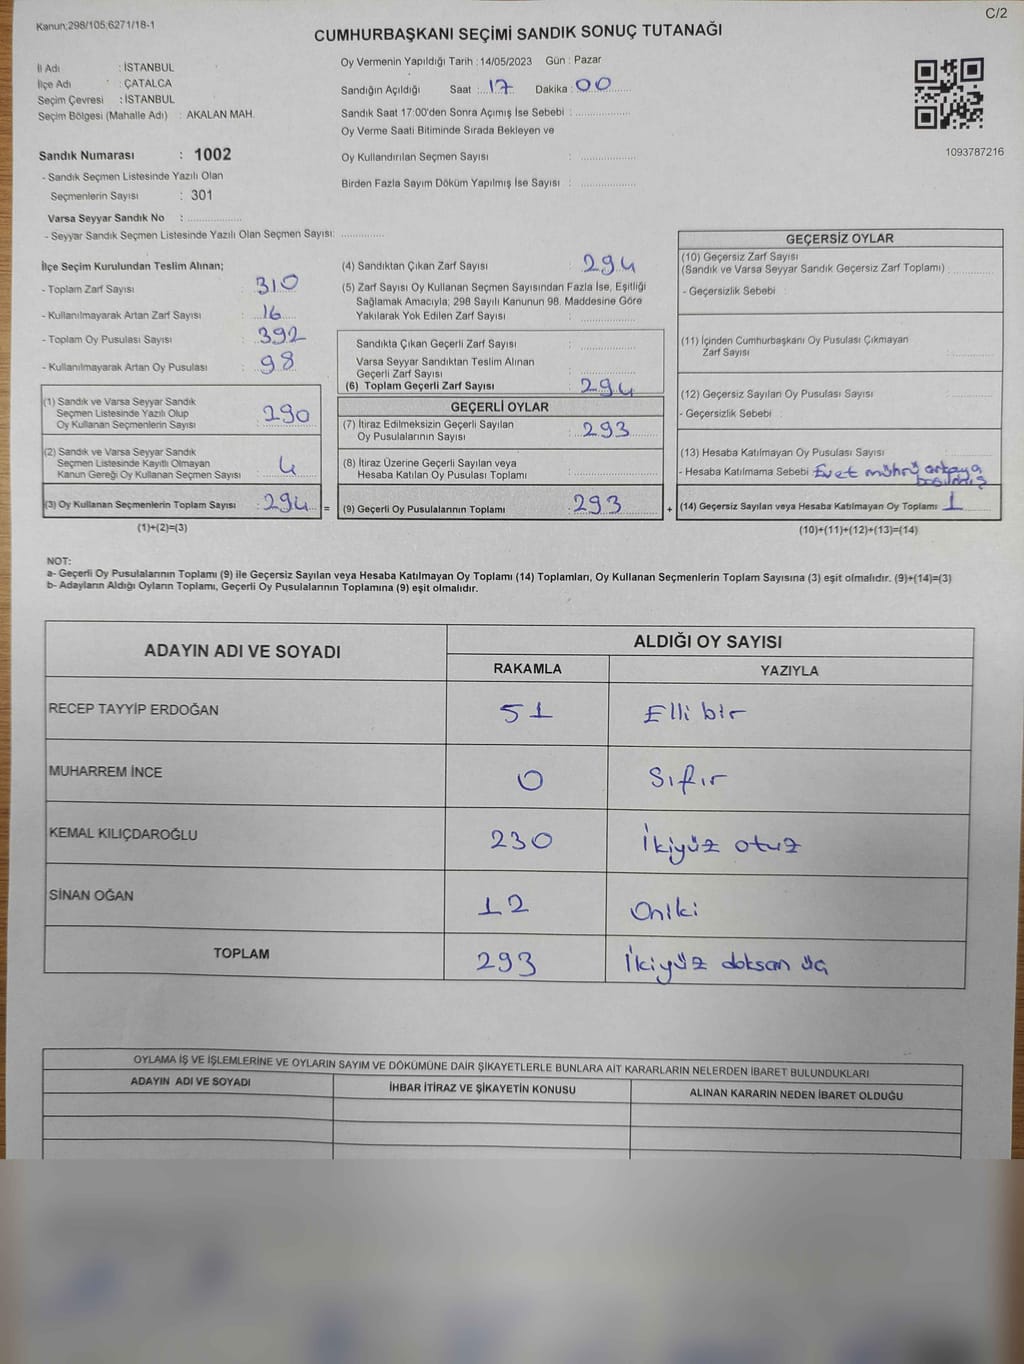 Kanun;298/105,6271/18-1
C/2
CUMHURBAŞKANI SEÇİMİ SANDIK SONUÇ TUTANAĞI
İl Adı : İSTANBUL
İlçe Adı : ÇATALCA
Seçim Çevresi : İSTANBUL
Seçim Bölgesi (Mahalle Adı) : AKALAN MAH.
Oy Vermenin Yapıldığı Tarih : 14/05/2023 Gün : Pazar
Sandığın Açıldığı Saat : 17 Dakika : 00
Sandık Saat 17:00'den Sonra Açımış İse Sebebi :
Oy Verme Saati Bitiminde Sırada Bekleyen ve
Oy Kullandırılan Seçmen Sayısı :
Birden Fazla Sayım Döküm Yapılmış İse Sayısı :
1093787216
Sandık Numarası : 1002
- Sandık Seçmen Listesinde Yazılı Olan
Seçmenlerin Sayısı : 301
Varsa Seyyar Sandık No :
- Seyyar Sandık Seçmen Listesinde Yazılı Olan Seçmen Sayısı:
İlçe Seçim Kurulundan Teslim Alınan;
- Toplam Zarf Sayısı : 310
- Kullanılmayarak Artan Zarf Sayısı : 16
- Toplam Oy Pusulası Sayısı : 392
- Kullanılmayarak Artan Oy Pusulası : 98
(1) Sandık ve Varsa Seyyar Sandık
Seçmen Listesinde Yazılı Olup
Oy Kullanan Seçmenlerin Sayısı : 290
(2) Sandık ve Varsa Seyyar Sandık
Seçmen Listesinde Kayıtlı Olmayan
Kanun Gereği Oy Kullanan Seçmen Sayısı : 4
(3) Oy Kullanan Seçmenlerin Toplam Sayısı : 294 =
(1)+(2)=(3)
(4) Sandıktan Çıkan Zarf Sayısı : 294
(5) Zarf Sayısı Oy Kullanan Seçmen Sayısından Fazla İse, Eşitliği
Sağlamak Amacıyla; 298 Sayılı Kanunun 98. Maddesine Göre
Yakılarak Yok Edilen Zarf Sayısı :
Sandıkta Çıkan Geçerli Zarf Sayısı :
Varsa Seyyar Sandıktan Teslim Alınan
Geçerli Zarf Sayısı :
(6) Toplam Geçerli Zarf Sayısı : 294
GEÇERLİ OYLAR
(7) İtiraz Edilmeksizin Geçerli Sayılan
Oy Pusulalarının Sayısı : 293
(8) İtiraz Üzerine Geçerli Sayılan veya
Hesaba Katılan Oy Pusulası Toplamı :
(9) Geçerli Oy Pusulalarının Toplamı : 293 +
GEÇERSİZ OYLAR
(10) Geçersiz Zarf Sayısı
(Sandık ve Varsa Seyyar Sandık Geçersiz Zarf Toplamı) :
- Geçersizlik Sebebi :
(11) İçinden Cumhurbaşkanı Oy Pusulası Çıkmayan
Zarf Sayısı :
(12) Geçersiz Sayılan Oy Pusulası Sayısı :
- Geçersizlik Sebebi :
(13) Hesaba Katılmayan Oy Pusulası Sayısı :
- Hesaba Katılmama Sebebi : Evet mührü arkaya
basılmış
(14) Geçersiz Sayılan veya Hesaba Katılmayan Oy Toplamı : 1
(10)+(11)+(12)+(13)=(14)
NOT:
a- Geçerli Oy Pusulalarının Toplamı (9) ile Geçersiz Sayılan veya Hesaba Katılmayan Oy Toplamı (14) Toplamları, Oy Kullanan Seçmenlerin Toplam Sayısına (3) eşit olmalıdır. (9)+(14)=(3)
b- Adayların Aldığı Oyların Toplamı, Geçerli Oy Pusulalarının Toplamına (9) eşit olmalıdır.
ADAYIN ADI VE SOYADI
ALDIĞI OY SAYISI
RAKAMLA YAZIYLA
RECEP TAYYİP ERDOĞAN 51 Elli bir
MUHARREM İNCE 0 Sıfır
KEMAL KILIÇDAROĞLU 230 İkiyüz otuz
SİNAN OĞAN 12 Oniki
TOPLAM 293 İkiyüz doksan üç
OYLAMA İŞ VE İŞLEMLERİNE VE OYLARIN SAYIM VE DÖKÜMÜNE DAİR ŞİKAYETLERLE BUNLARA AİT KARARLARIN NELERDEN İBARET BULUNDUKLARI
ADAYIN ADI VE SOYADI İHBAR İTİRAZ VE ŞİKAYETİN KONUSU ALINAN KARARIN NEDEN İBARET OLDUĞU